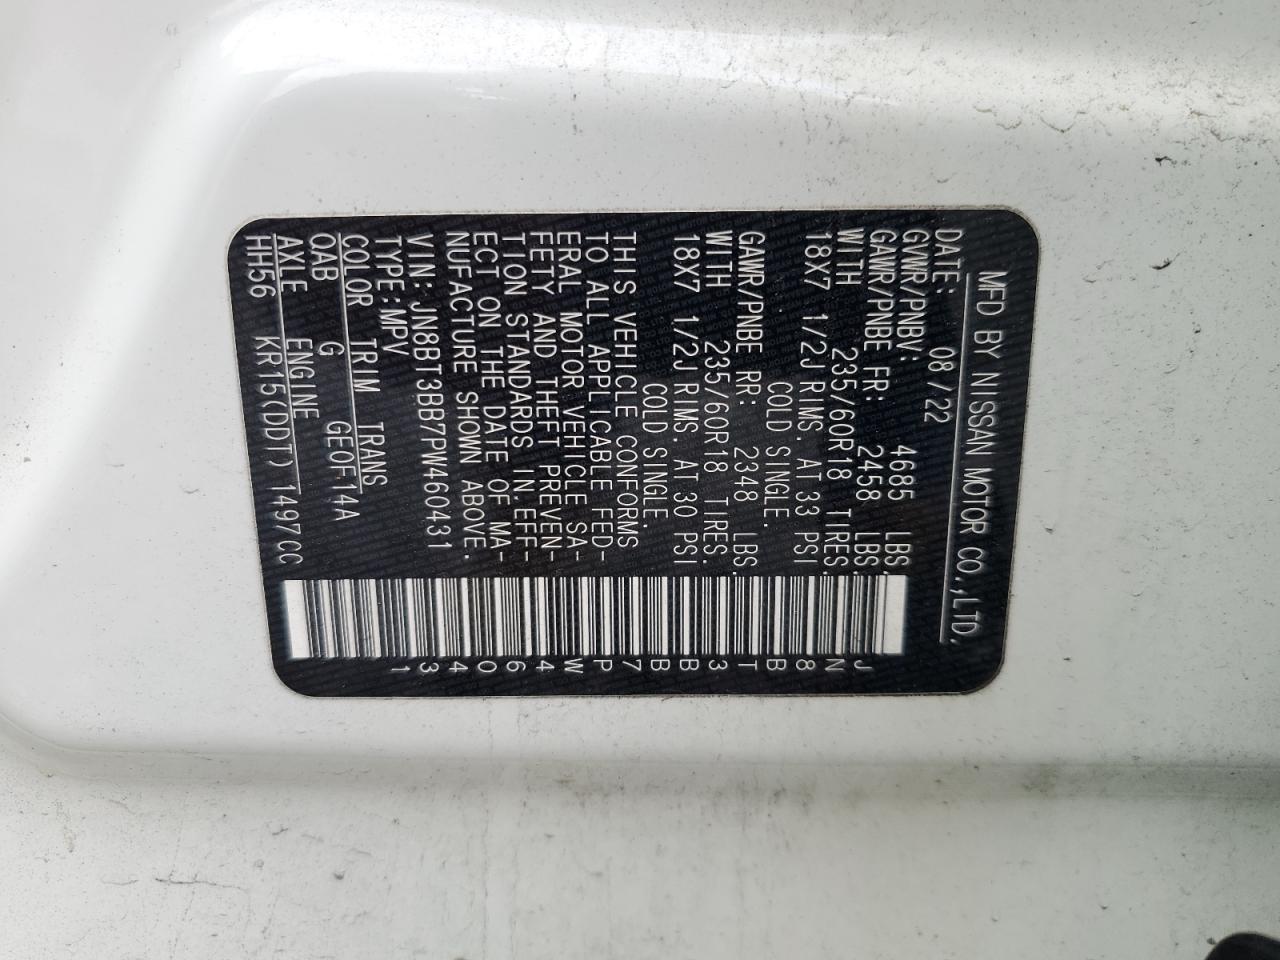 MFD BY NISSAN MOTOR CO.,LTD.
DATE: 08/22
GVWR/PNBV: 4685 LBS.
GAWR/PNBE FR: 2458 LBS.
WITH 235/60R18 TIRES.
18X7 1/2J RIMS. AT 33 PSI
COLD SINGLE.
GAWR/PNBE RR: 2348 LBS.
WITH 235/60R18 TIRES.
18X7 1/2J RIMS. AT 30 PSI
COLD SINGLE.
THIS VEHICLE CONFORMS
TO ALL APPLICABLE FED-
ERAL MOTOR VEHICLE SA-
FETY AND THEFT PREVEN-
TION STANDARDS IN.EFF-
ECT ON THE DATE OF MA-
NUFACTURE SHOWN ABOVE.
VIN: JN8BT3BB7PW460431
TYPE:MPV
COLOR TRIM TRANS.
QAB G GE0F14A
AXLE ENGINE
HH56 KR15(DDT) 1497CC
JN8BT3BB7PW460431